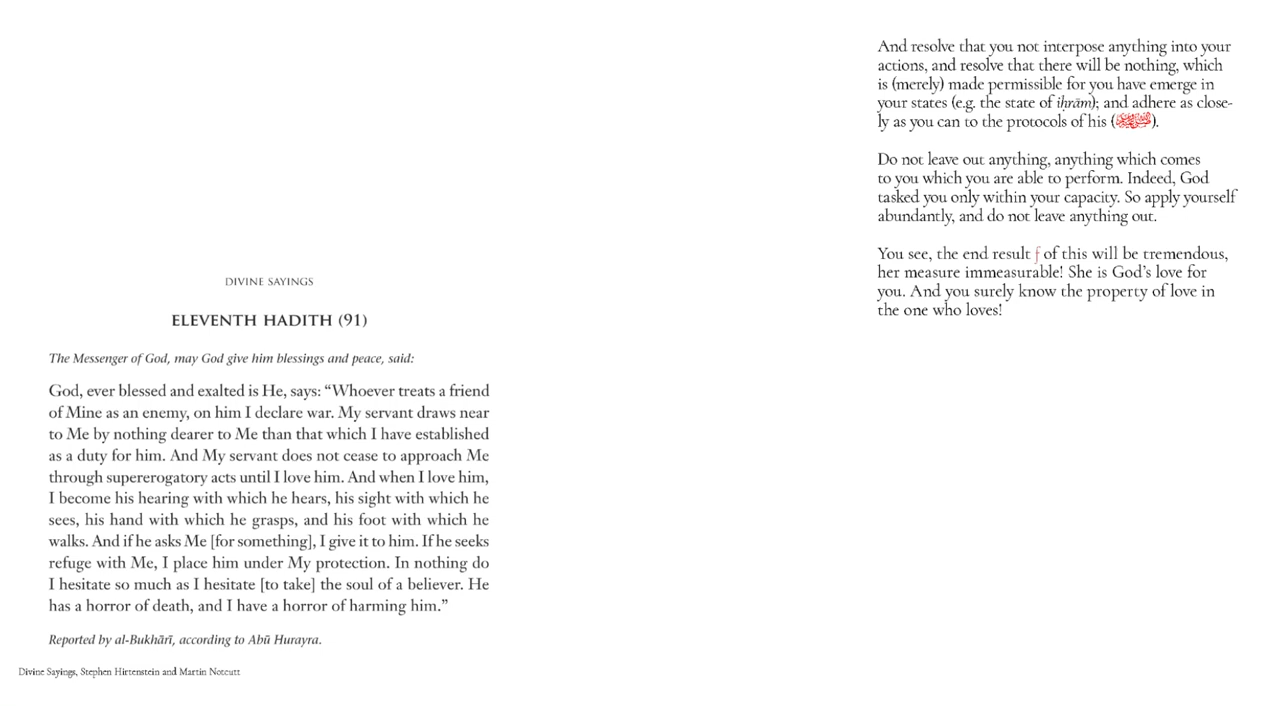 DIVINE SAYINGS
ELEVENTH HADITH (91)
The Messenger of God, may God give him blessings and peace, said:
God, ever blessed and exalted is He, says: “Whoever treats a friend
of Mine as an enemy, on him I declare war. My servant draws near
to Me by nothing dearer to Me than that which I have established
as a duty for him. And My servant does not cease to approach Me
through supererogatory acts until I love him. And when I love him,
I become his hearing with which he hears, his sight with which he
sees, his hand with which he grasps, and his foot with which he
walks. And if he asks Me [for something], I give it to him. If he seeks
refuge with Me, I place him under My protection. In nothing do
I hesitate so much as I hesitate [to take] the soul of a believer. He
has a horror of death, and I have a horror of harming him.”
Reported by al-Bukhārī, according to Abū Hurayra.
Divine Sayings, Stephen Hirtenstein and Martin Notcutt
And resolve that you not interpose anything into your
actions, and resolve that there will be nothing, which
is (merely) made permissible for you have emerge in
your states (e.g. the state of iḥrām); and adhere as close-
ly as you can to the protocols of his ().
Do not leave out anything, anything which comes
to you which you are able to perform. Indeed, God
tasked you only within your capacity. So apply yourself
abundantly, and do not leave anything out.
You see, the end result f of this will be tremendous,
her measure immeasurable! She is God’s love for
you. And you surely know the property of love in
the one who loves!